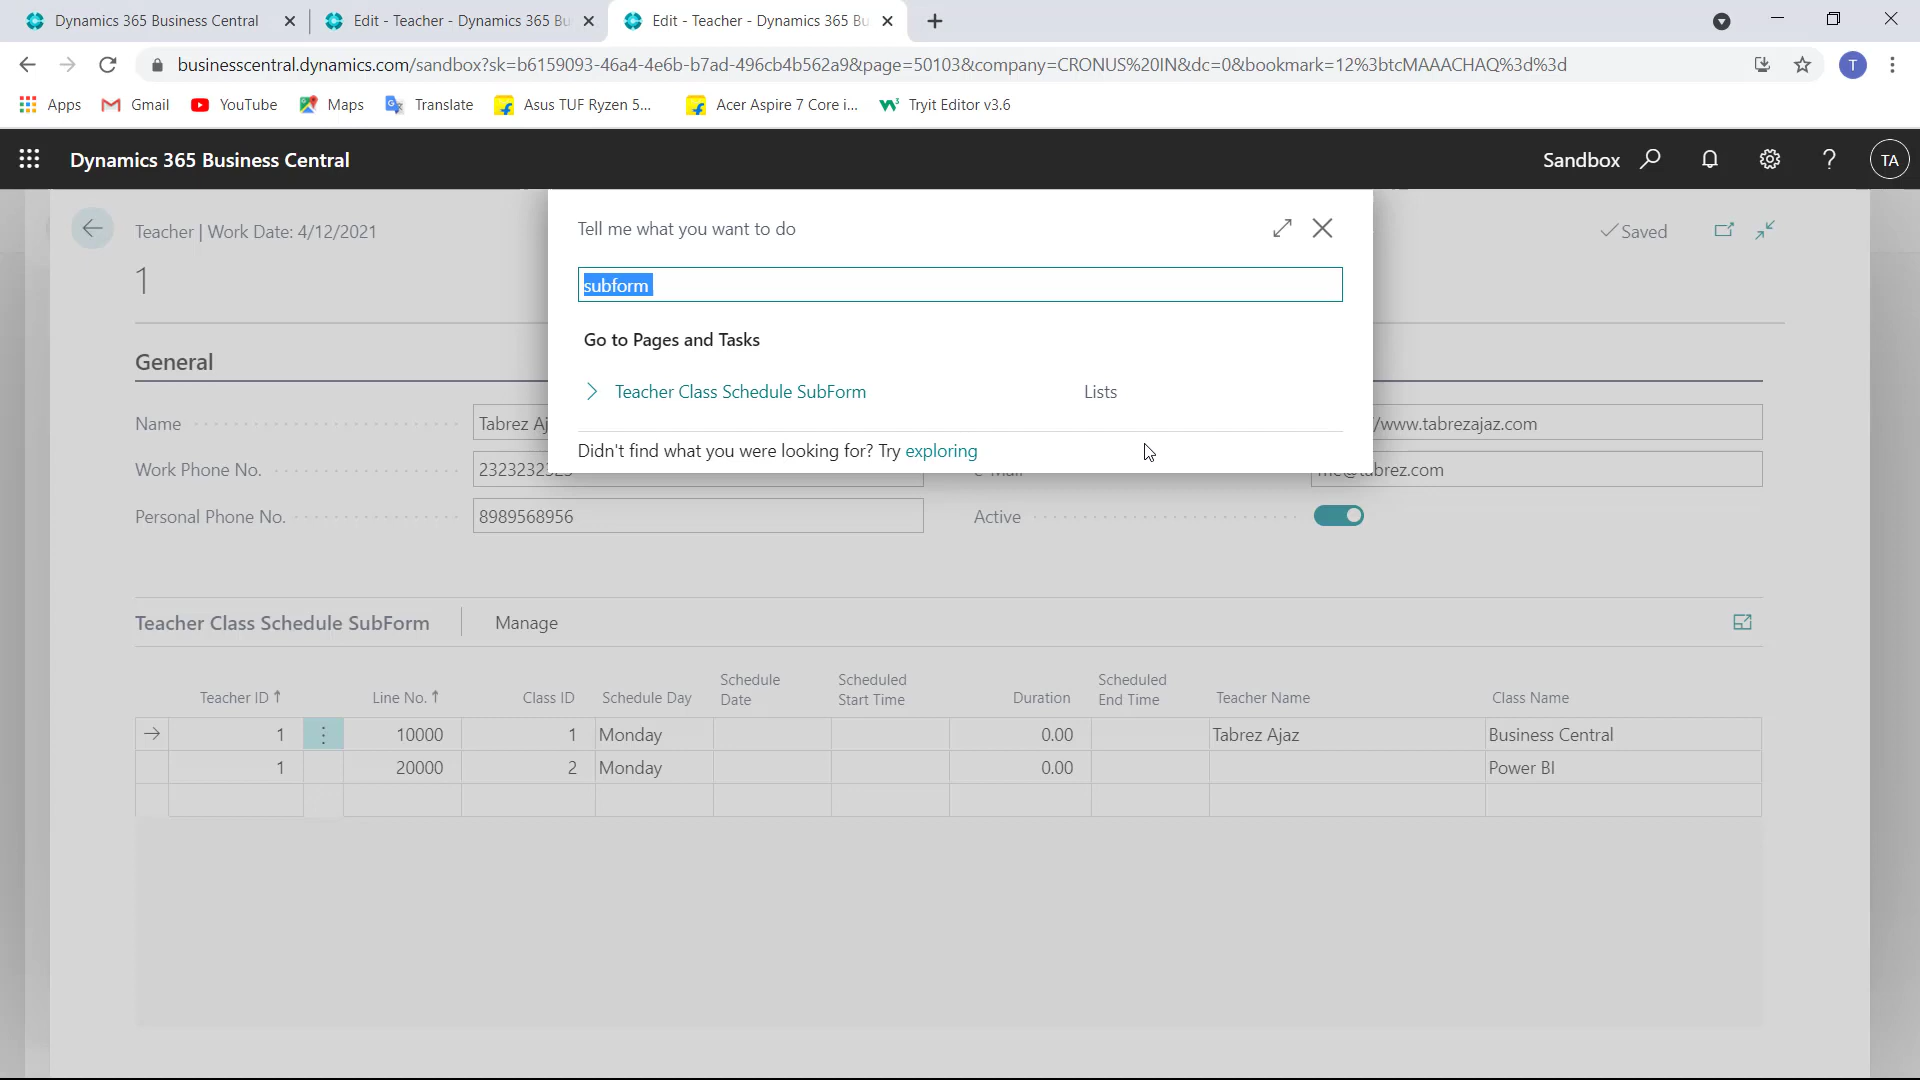 Dynamics 365 Business Central
Edit - Teacher - Dynamics 365 Bu
Edit - Teacher - Dynamics 365 Bu
businesscentral.dynamics.com/sandbox?sk=b6159093-46a4-4e6b-b7ad-496cb4b562a9&page=50103&company=CRONUS%20IN&dc=0&bookmark=12%3btcMAAACHAQ%3d%3d
T
Apps
Gmail
YouTube
Maps
Translate
Asus TUF Ryzen 5...
Acer Aspire 7 Core i...
Tryit Editor v3.6
Dynamics 365 Business Central
Sandbox
?
TA
Teacher | Work Date: 4/12/2021
Saved
1
Tell me what you want to do
subform
Go to Pages and Tasks
Teacher Class Schedule SubForm Lists
Didn't find what you were looking for? Try exploring
General
Name Tabrez Aj
/www.tabrezajaz.com
Work Phone No.
brez.com
Personal Phone No. 8989568956
Active
Teacher Class Schedule SubForm Manage
Teacher ID ↑ Line No. ↑ Class ID Schedule Day Schedule Date Scheduled Start Time Duration Scheduled End Time Teacher Name Class Name
1 10000 1 Monday 0.00 Tabrez Ajaz Business Central
1 20000 2 Monday 0.00 Power BI